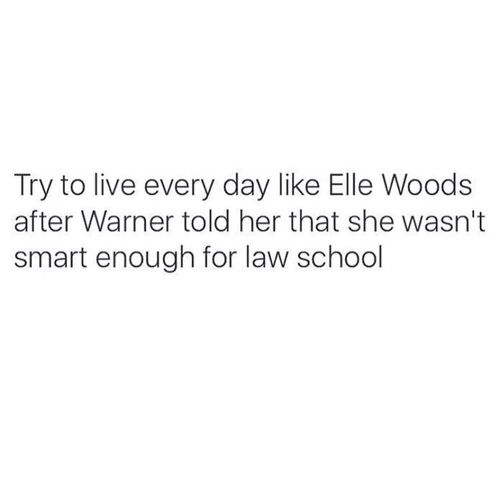 Try to live every day like Elle Woods
after Warner told her that she wasn't
smart enough for law school